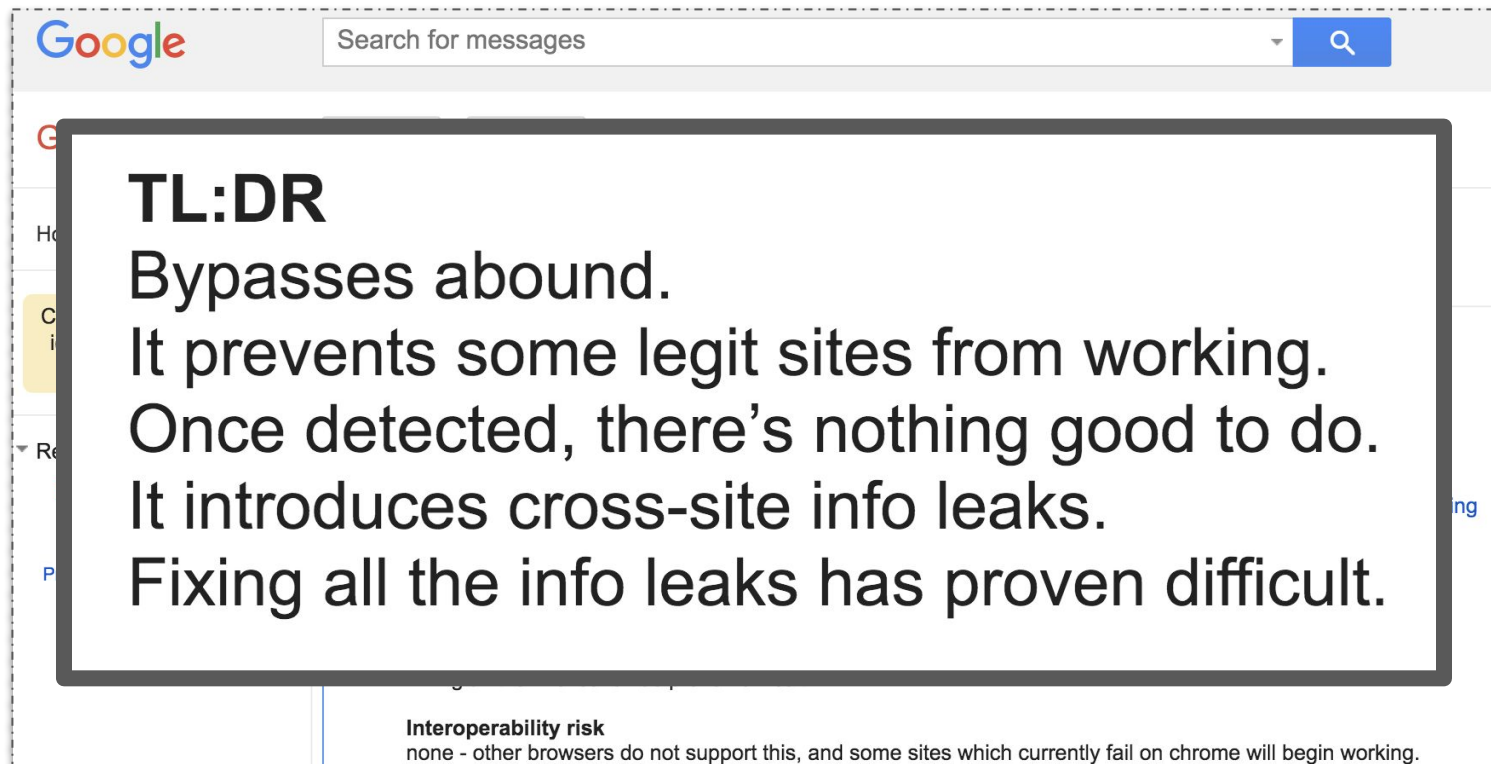 Google
Search for messages
TL:DR
Bypasses abound.
It prevents some legit sites from working.
Once detected, there’s nothing good to do.
It introduces cross-site info leaks.
Fixing all the info leaks has proven difficult.
Interoperability risk
none - other browsers do not support this, and some sites which currently fail on chrome will begin working.